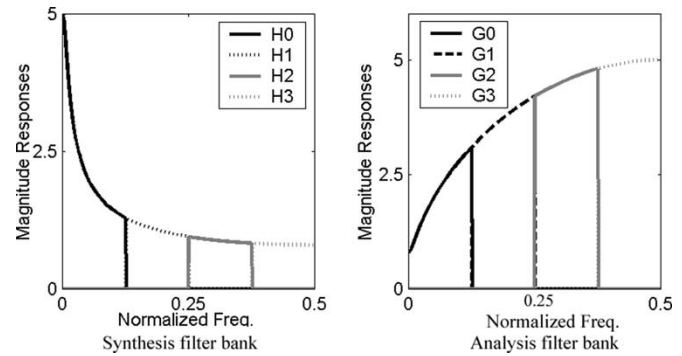 5
2.5
0
Magnitude Responses
H0
H1
H2
H3
0
0.25
0.5
Normalized Freq.
Synthesis filter bank
5
2.5
0
Magnitude Responses
G0
G1
G2
G3
0
0.25
0.5
Normalized Freq.
Analysis filter bank